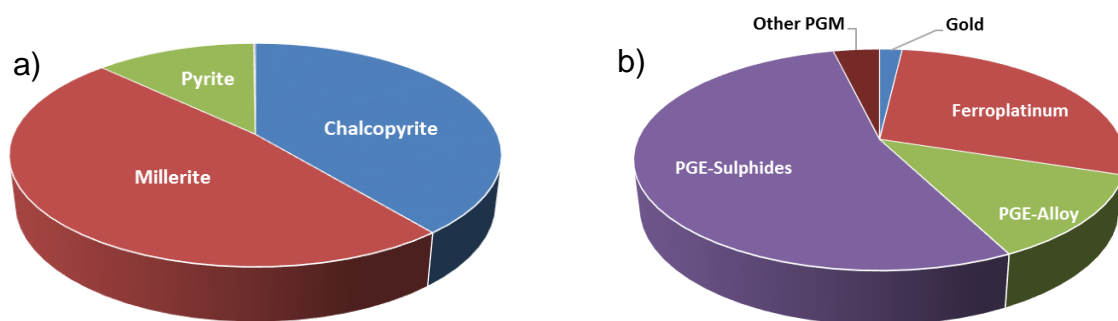 a)
Pyrite
Chalcopyrite
Millerite
b)
Other PGM
Gold
Ferroplatinum
PGE-Sulphides
PGE-Alloy